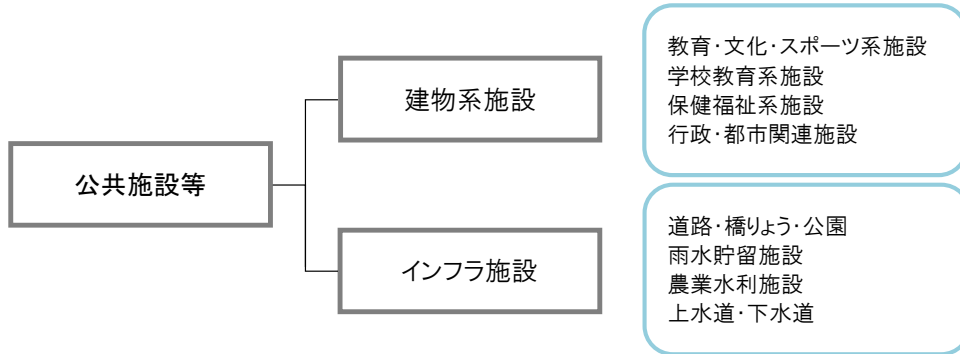 公共施設等
建物系施設
教育・文化・スポーツ系施設
学校教育系施設
保健福祉系施設
行政・都市関連施設
インフラ施設
道路・橋りょう・公園
雨水貯留施設
農業水利施設
上水道・下水道